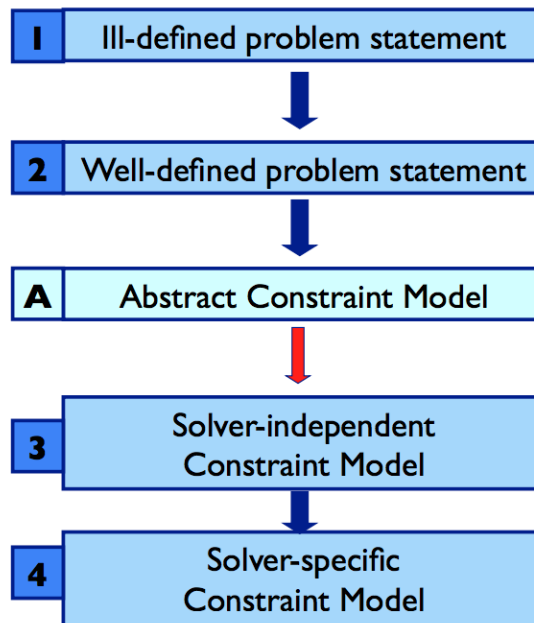 1 Ill-defined problem statement
2 Well-defined problem statement
A Abstract Constraint Model
Solver-independent
3 Constraint Model
Solver-specific
4 Constraint Model